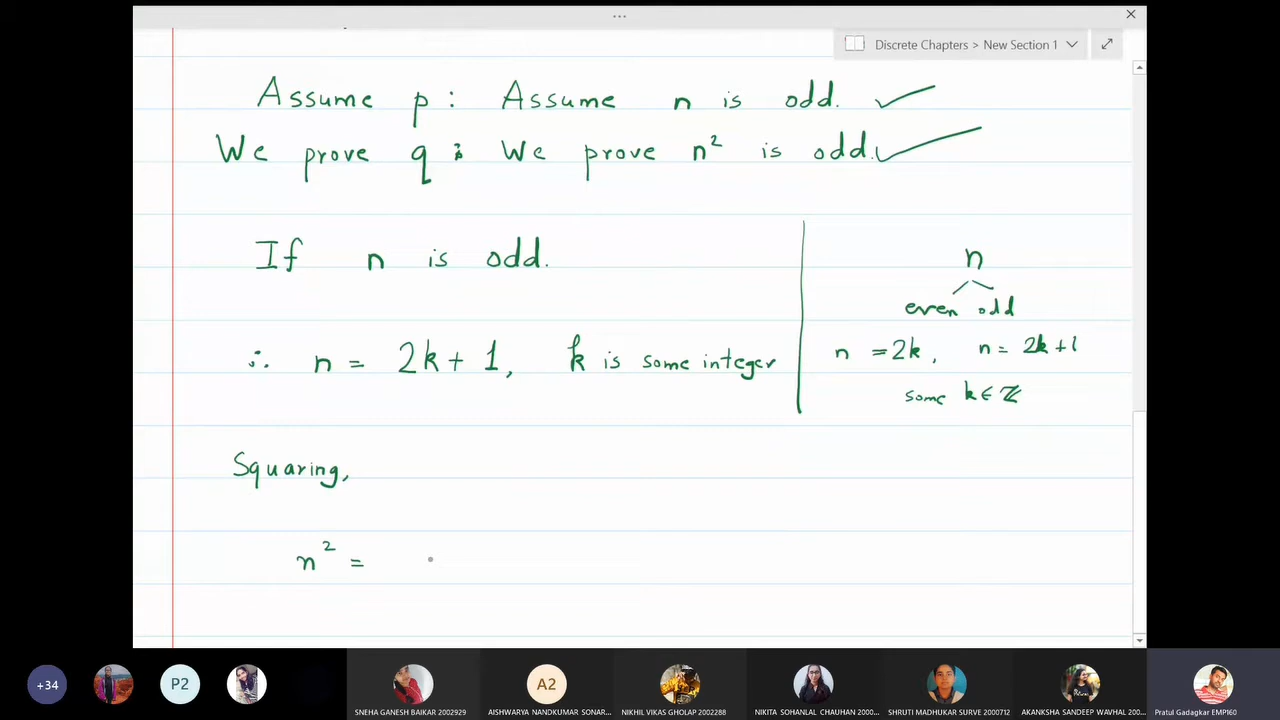 Discrete Chapters > New Section 1
Assume p : Assume n is odd.
We prove q : We prove n² is odd.
If n is odd.
∴ n = 2k + 1, k is some integer
n
even odd
n = 2k, n = 2k+1
some k ∈ ℤ
Squaring,
n² =
+34
P2
SNEHA GANESH BAIKAR 2002929
A2
AISHWARYA NANDKUMAR SONAR...
NIKHIL VIKAS GHOLAP 2002288
NIKITA SOHANLAL CHAUHAN 2000...
SHRUTI MADHUKAR SURVE 2000712
AKANKSHA SANDEEP WAVHAL 200...
Pratul Gadagkar EMP160